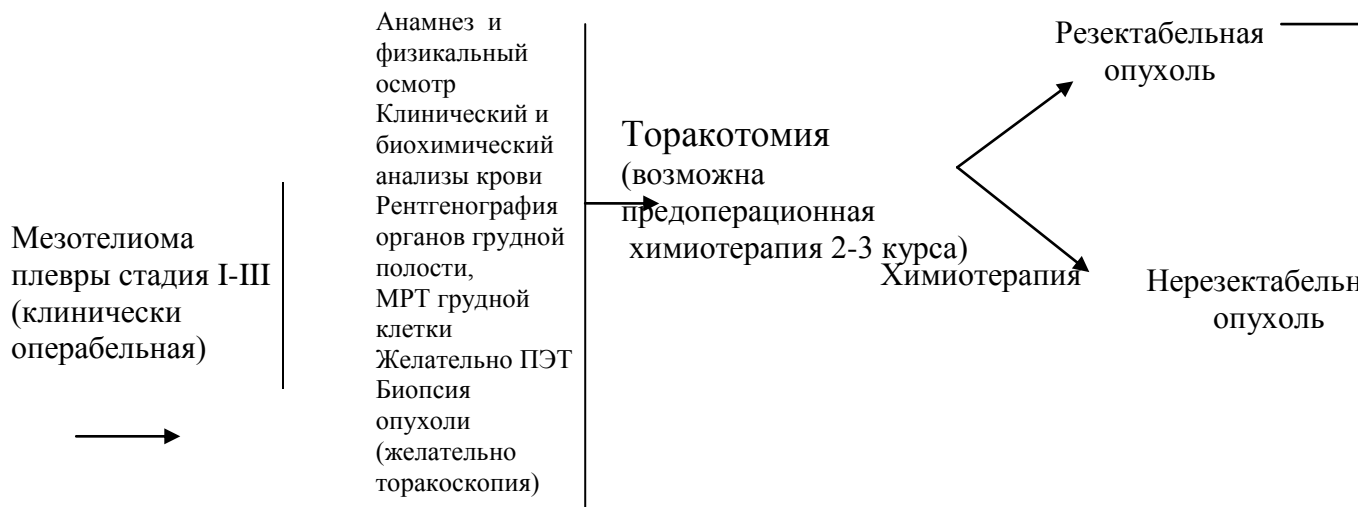 Мезотелиома
плевры стадия I-III
(клинически
операбельная)
Анамнез и
физикальный
осмотр
Клинический и
биохимический
анализы крови
Рентгенография
органов грудной
полости,
МРТ грудной
клетки
Желательно ПЭТ
Биопсия
опухоли
(желательно
торакоскопия)
Торакотомия
(возможна
предоперационная
химиотерапия 2-3 курса)
Химиотерапия
Резектабельная
опухоль
Нерезектабельн
опухоль